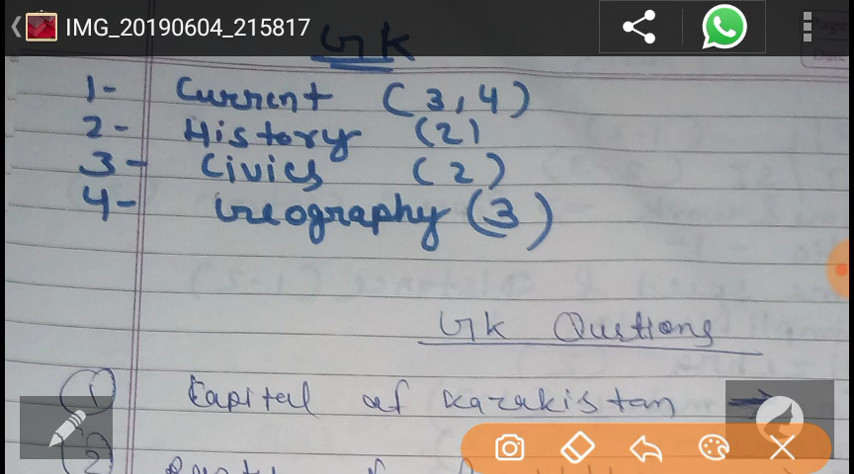 IMG_20190604_215817
GK
1- Current (3,4)
2- History (2)
3- Civics (2)
4- Geography (3)
GK Questions
(1) Capital of Kazakistan
(2)